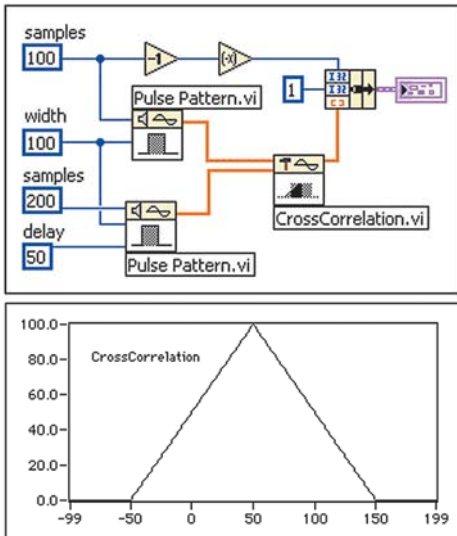 samples
100
-1
(-x)
Pulse Pattern.vi
1
I32
I32
width
100
samples
200
CrossCorrelation.vi
delay
50
Pulse Pattern.vi
100.0
CrossCorrelation
80.0
60.0
40.0
20.0
0.0
-99 -50 0 50 100 150 199